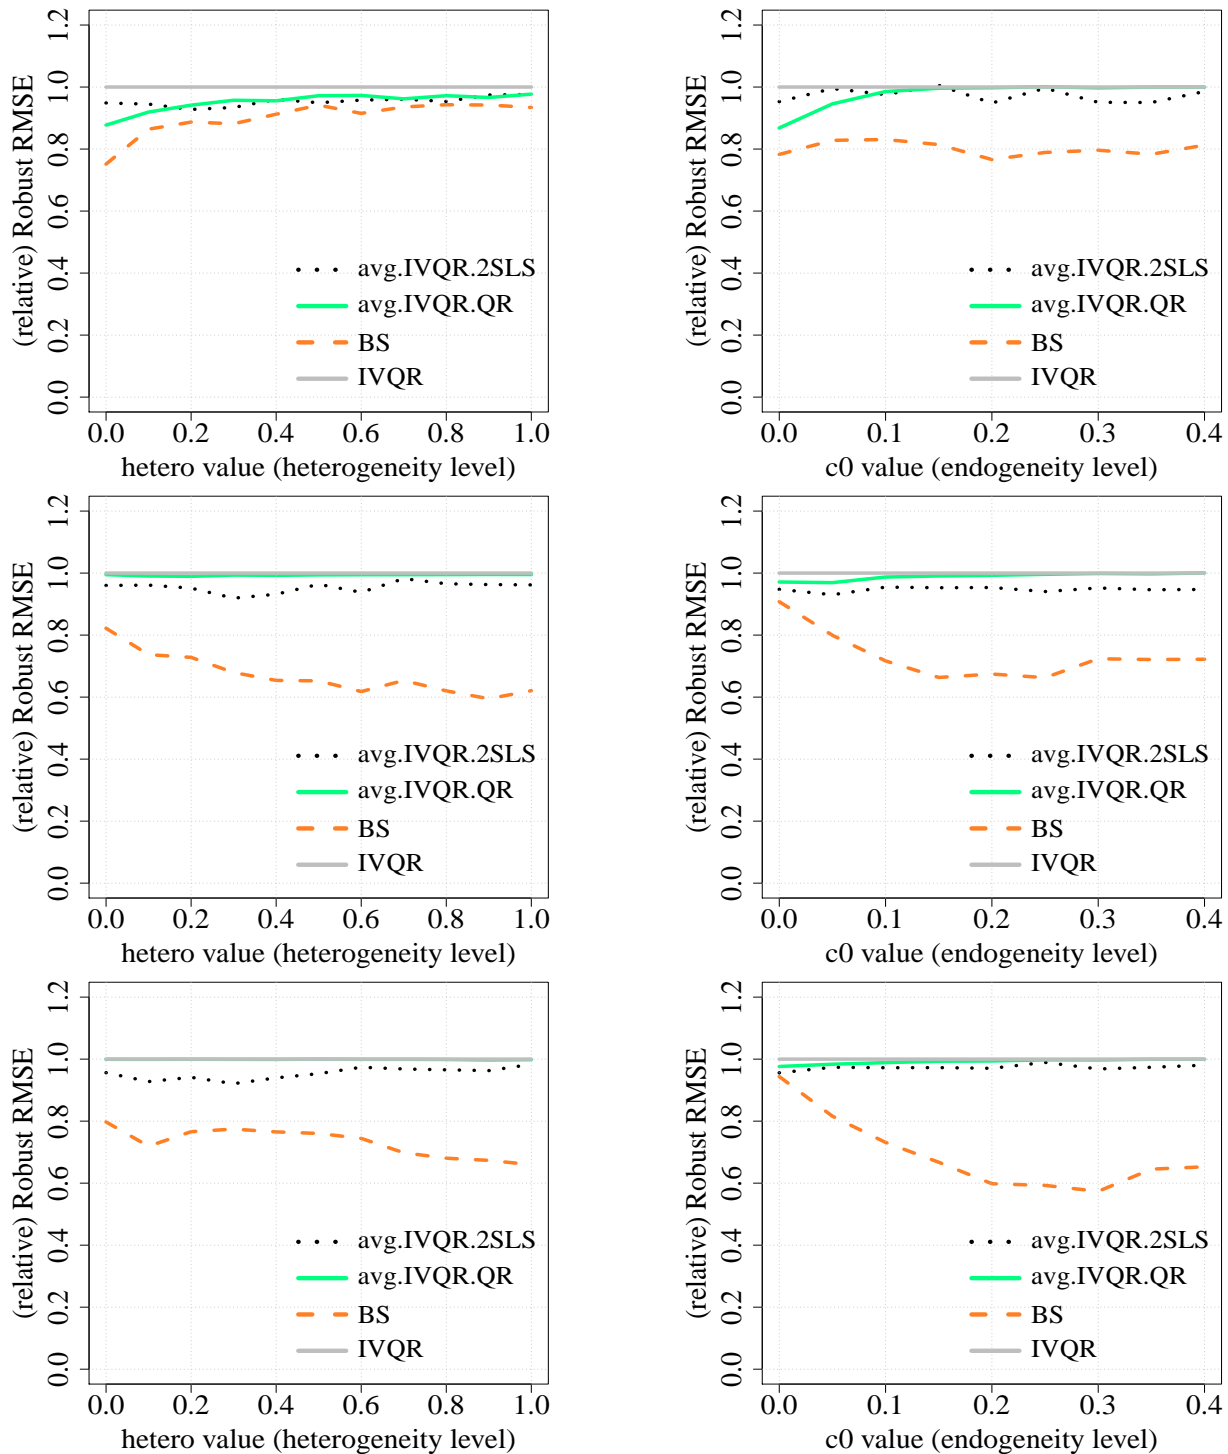 (relative) Robust RMSE
0.0 0.2 0.4 0.6 0.8 1.0 1.2
avg.IVQR.2SLS
avg.IVQR.QR
BS
IVQR
0.0 0.2 0.4 0.6 0.8 1.0
hetero value (heterogeneity level)
(relative) Robust RMSE
0.0 0.2 0.4 0.6 0.8 1.0 1.2
avg.IVQR.2SLS
avg.IVQR.QR
BS
IVQR
0.0 0.1 0.2 0.3 0.4
c0 value (endogeneity level)
(relative) Robust RMSE
0.0 0.2 0.4 0.6 0.8 1.0 1.2
avg.IVQR.2SLS
avg.IVQR.QR
BS
IVQR
0.0 0.2 0.4 0.6 0.8 1.0
hetero value (heterogeneity level)
(relative) Robust RMSE
0.0 0.2 0.4 0.6 0.8 1.0 1.2
avg.IVQR.2SLS
avg.IVQR.QR
BS
IVQR
0.0 0.1 0.2 0.3 0.4
c0 value (endogeneity level)
(relative) Robust RMSE
0.0 0.2 0.4 0.6 0.8 1.0 1.2
avg.IVQR.2SLS
avg.IVQR.QR
BS
IVQR
0.0 0.2 0.4 0.6 0.8 1.0
hetero value (heterogeneity level)
(relative) Robust RMSE
0.0 0.2 0.4 0.6 0.8 1.0 1.2
avg.IVQR.2SLS
avg.IVQR.QR
BS
IVQR
0.0 0.1 0.2 0.3 0.4
c0 value (endogeneity level)